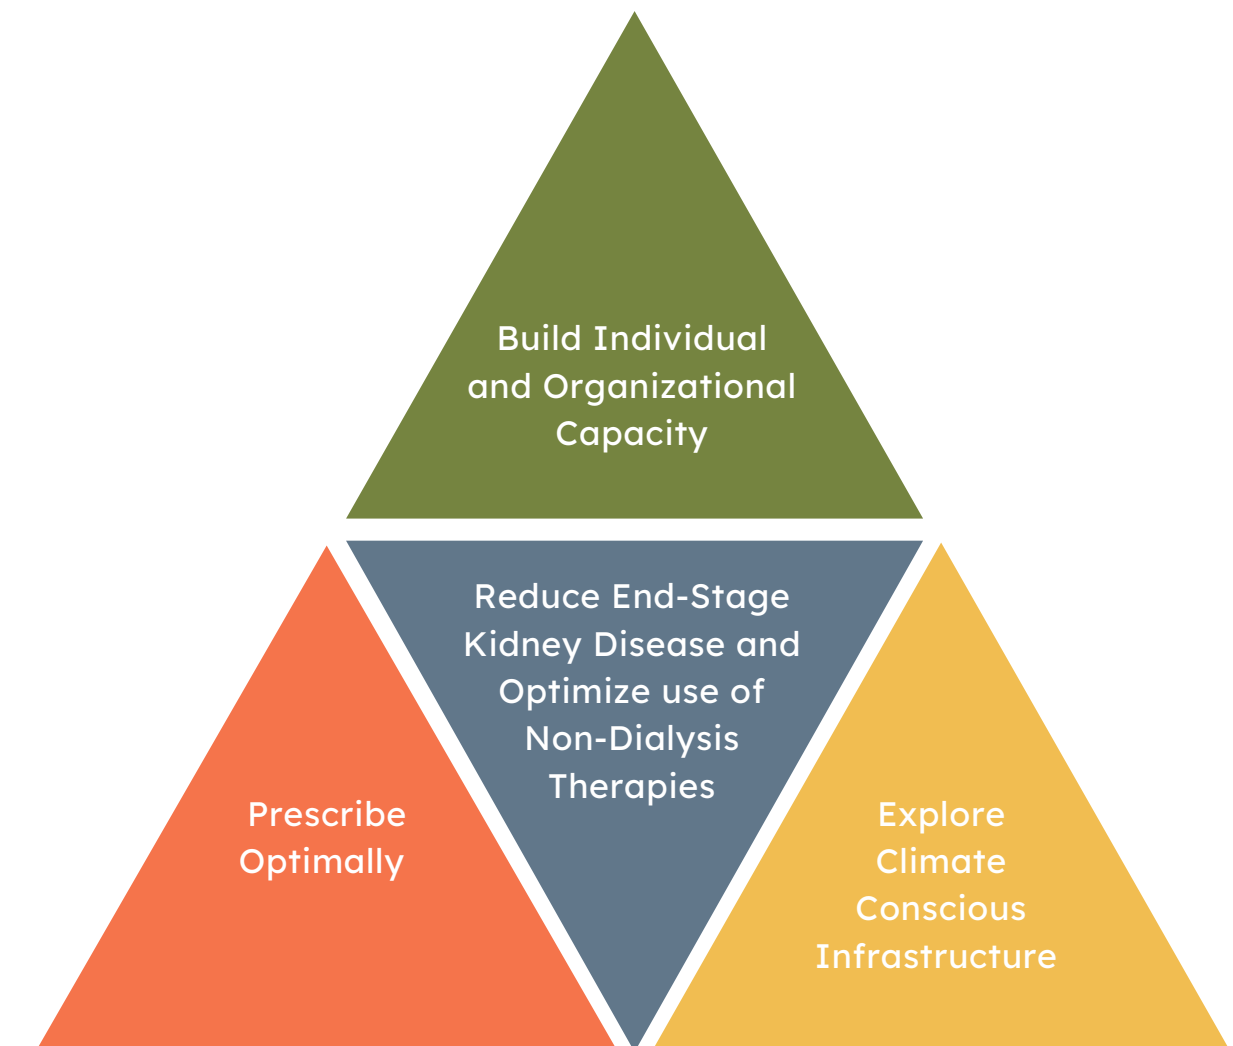 Build Individual
and Organizational
Capacity
Reduce End-Stage
Kidney Disease and
Optimize use of
Non-Dialysis
Therapies
Prescribe
Optimally
Explore
Climate
Conscious
Infrastructure